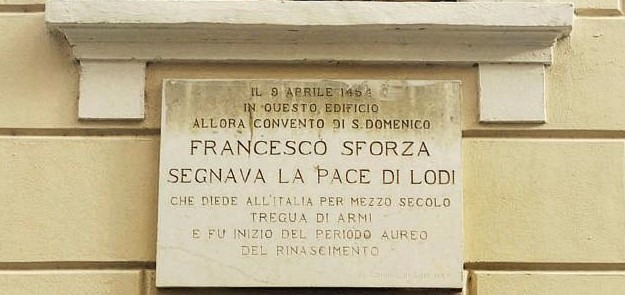 IL 9 APRILE 1454
IN QUESTO EDIFICIO
ALLORA CONVENTO DI S. DOMENICO
FRANCESCO SFORZA
SEGNAVA LA PACE DI LODI
CHE DIEDE ALL'ITALIA PER MEZZO SECOLO
TREGUA DI ARMI
E FU INIZIO DEL PERIODO AUREO
DEL RINASCIMENTO